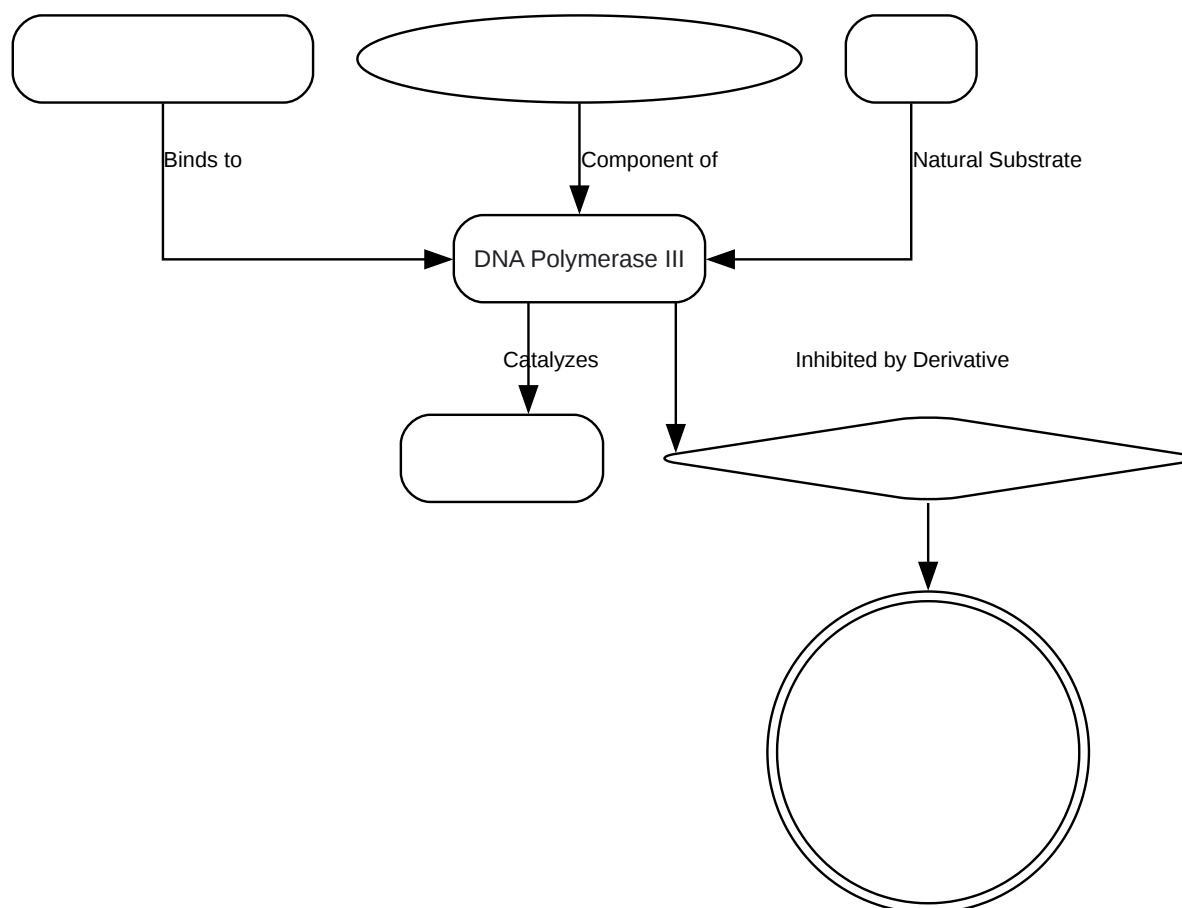 Binds to
Component of
Natural Substrate
DNA Polymerase III
Catalyzes
Inhibited by Derivative